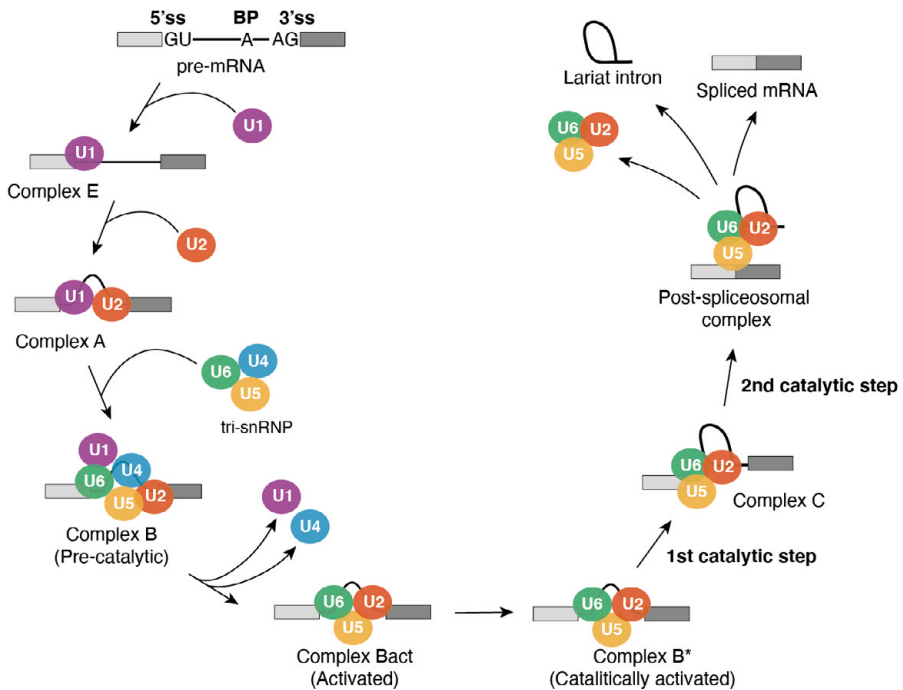 5'ss BP 3'ss
GU A AG
pre-mRNA
U1
U1
Complex E
U2
U1 U2
Complex A
U6 U4
U5
tri-snRNP
U1
U6 U4
U5 U2
Complex B
(Pre-catalytic)
U1
U4
U6 U2
U5
Complex Bact
(Activated)
U6 U2
U5
Complex B*
(Catalitically activated)
1st catalytic step
U6 U2
U5
Complex C
2nd catalytic step
U6 U2
U5
Post-spliceosomal
complex
U6 U2
U5
Lariat intron
Spliced mRNA